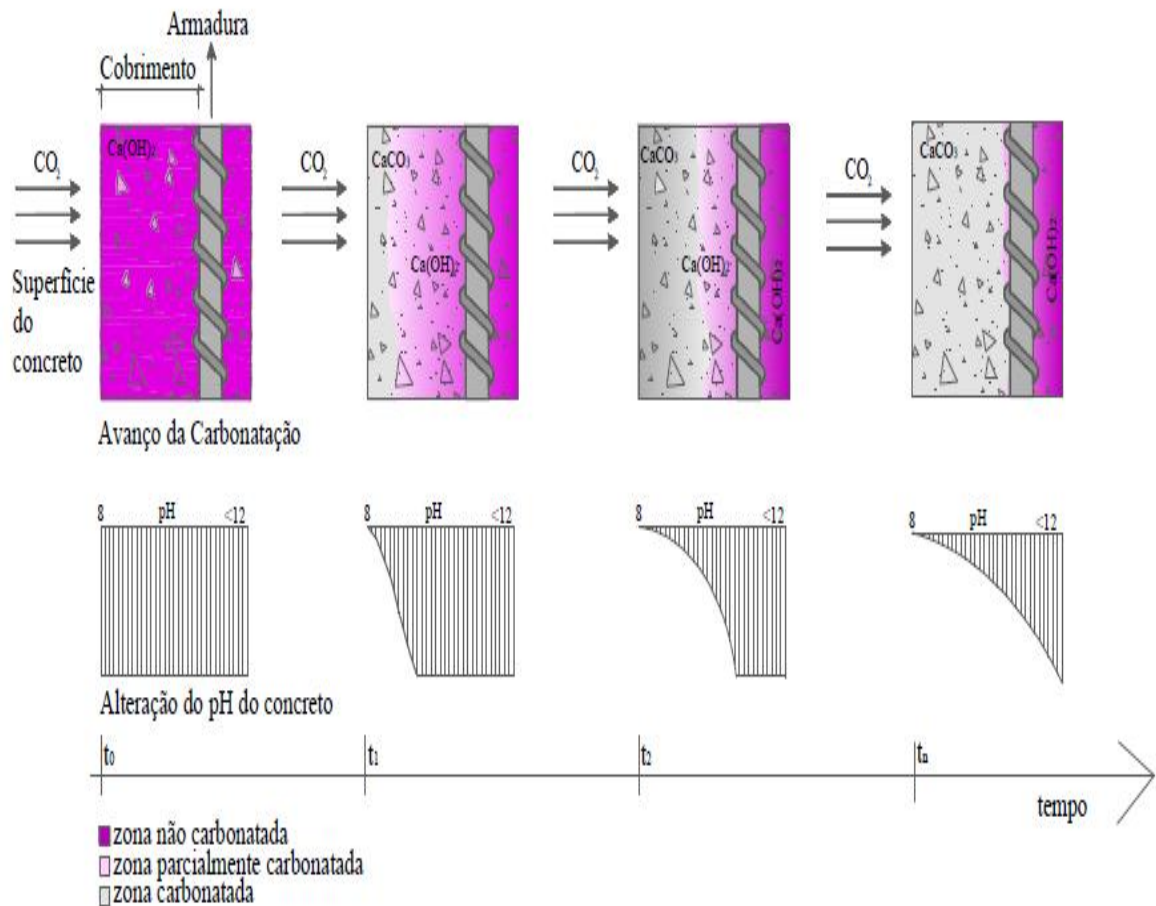 Armadura
Cobrimento
CO2
Ca(OH)2
Superfície
do
concreto
CO2
CaCO3
Ca(OH)2
CO2
CaCO3
Ca(OH)2
Ca(OH)2
CO2
CaCO3
Ca(OH)2
Avanço da Carbonatação
8 pH <12
8 pH <12
8 pH <12
8 pH <12
Alteração do pH do concreto
t0
t1
t2
tn
tempo
zona não carbonatada
zona parcialmente carbonatada
zona carbonatada